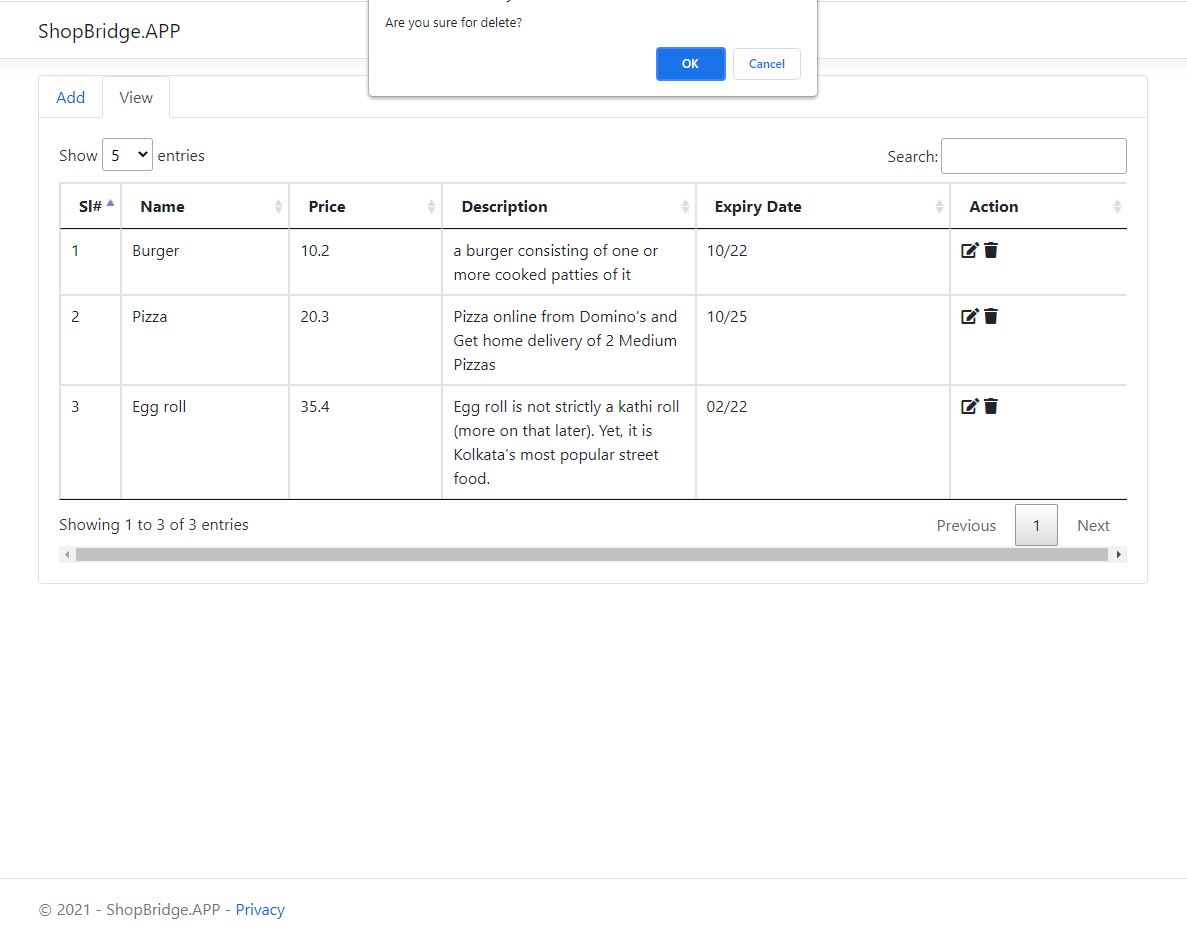 ShopBridge.APP
Are you sure for delete?
OK Cancel
Add View
Show 5 entries Search:
Sl# Name Price Description Expiry Date Action
1 Burger 10.2 a burger consisting of one or 10/22
more cooked patties of it
2 Pizza 20.3 Pizza online from Domino's and 10/25
Get home delivery of 2 Medium
Pizzas
3 Egg roll 35.4 Egg roll is not strictly a kathi roll 02/22
(more on that later). Yet, it is
Kolkata's most popular street
food.
Showing 1 to 3 of 3 entries Previous 1 Next
© 2021 - ShopBridge.APP - Privacy